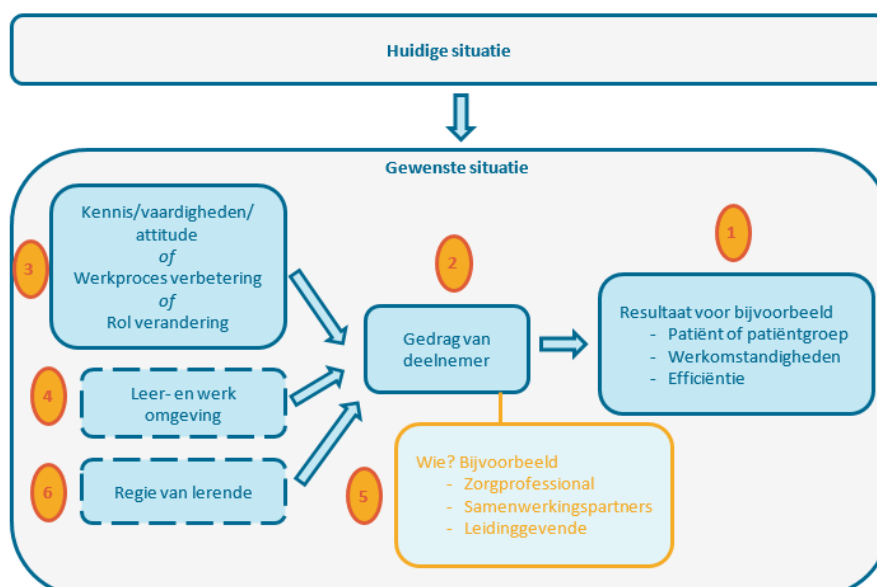 Huidige situatie
Gewenste situatie
Kennis/vaardigheden/
attitude
of
Werkproces verbetering
of
Rol verandering
3
Leer- en werk
omgeving
4
Regie van lerende
6
2
Gedrag van
deelnemer
5
Wie? Bijvoorbeeld
- Zorgprofessional
- Samenwerkingspartners
- Leidinggevende
1
Resultaat voor bijvoorbeeld
- Patiënt of patiëntgroep
- Werkomstandigheden
- Efficiëntie